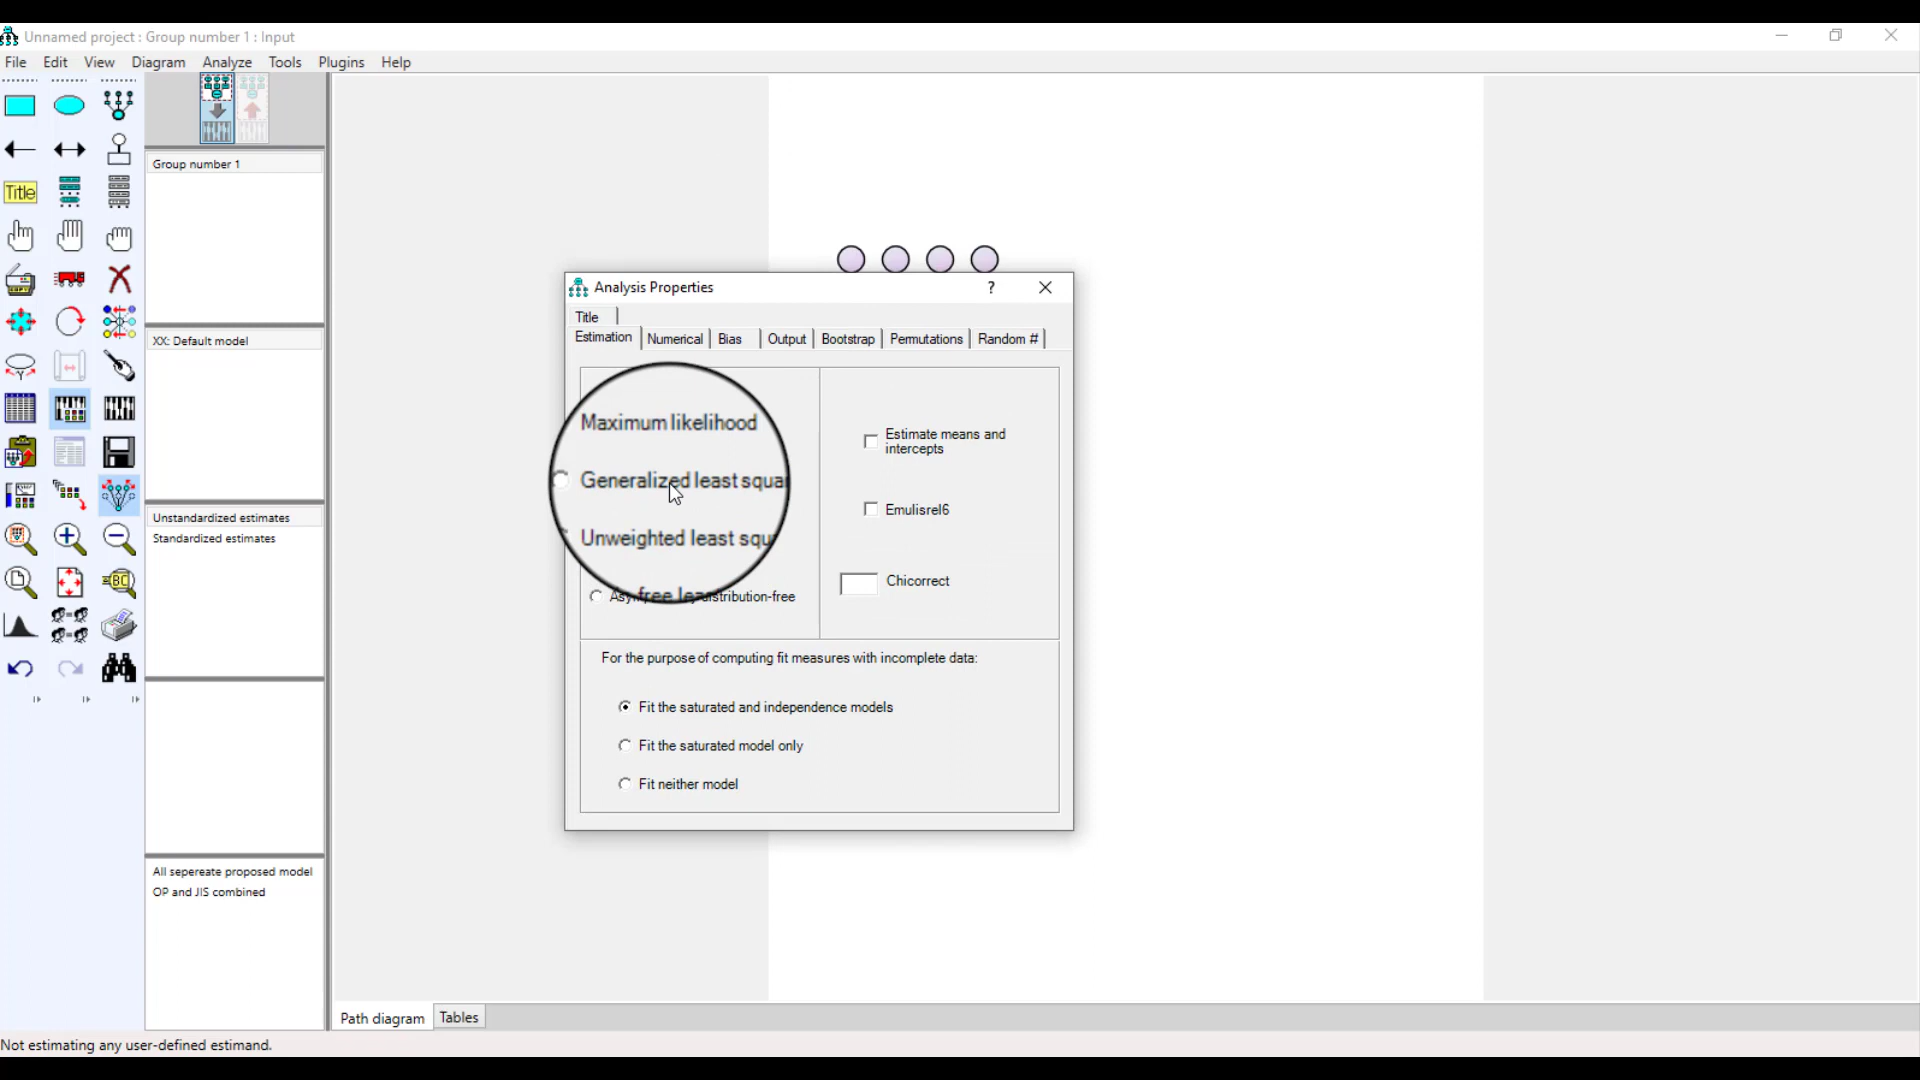 Unnamed project : Group number 1 : Input
File Edit View Diagram Analyze Tools Plugins Help
Title
Group number 1
XX: Default model
Unstandardized estimates
Standardized estimates
All sepereate proposed model
OP and JIS combined
Analysis Properties
Title
Estimation Numerical Bias Output Bootstrap Permutations Random #
Maximum likelihood
Generalized least squa
Unweighted least squ
free le
Asy
stribution-free
Estimate means and
intercepts
Emulisrel6
Chicorrect
For the purpose of computing fit measures with incomplete data:
Fit the saturated and independence models
Fit the saturated model only
Fit neither model
Path diagram Tables
Not estimating any user-defined estimand.